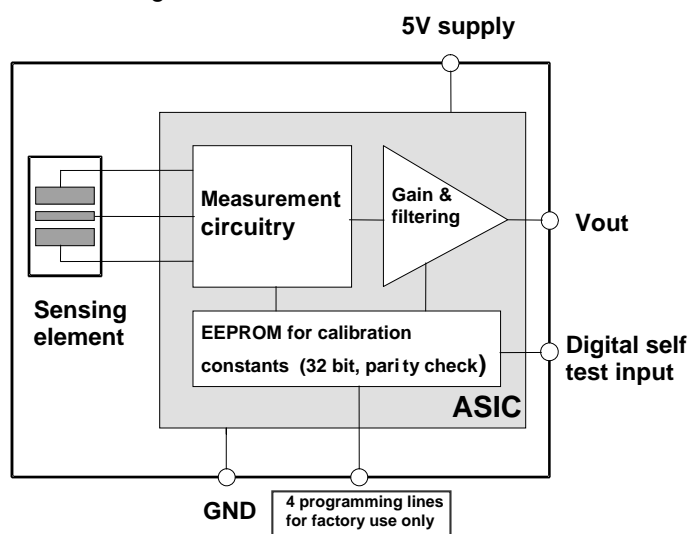 5V supply
Measurement
circuitry
Gain &
filtering
Vout
Sensing
element
EEPROM for calibration
constants (32 bit, parity check)
Digital self
test input
ASIC
GND
4 programming lines
for factory use only